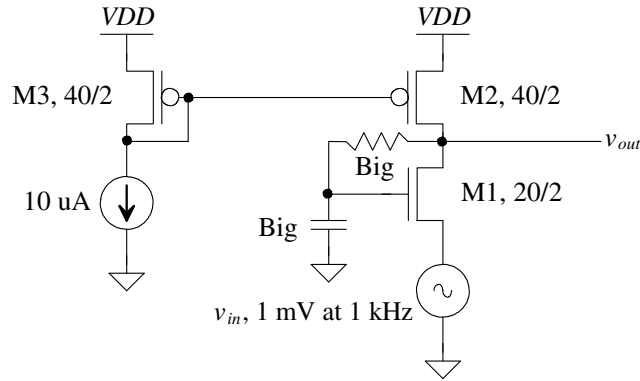 VDD
VDD
M3, 40/2
M2, 40/2
v_out
Big
M1, 20/2
10 uA
Big
v_in, 1 mV at 1 kHz